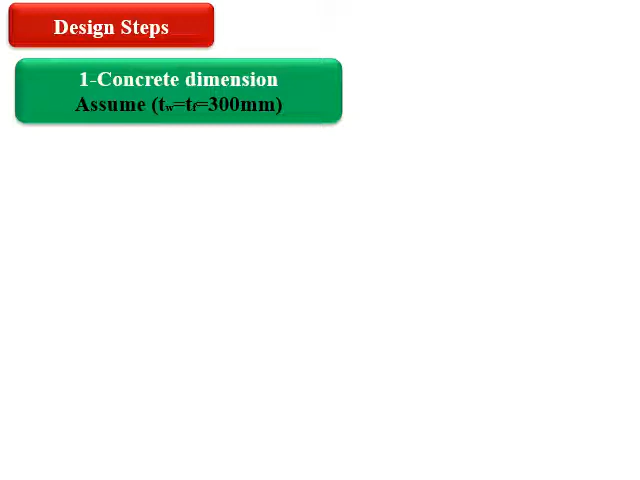 Design Steps
1-Concrete dimension
Assume (tw=tf=300mm)